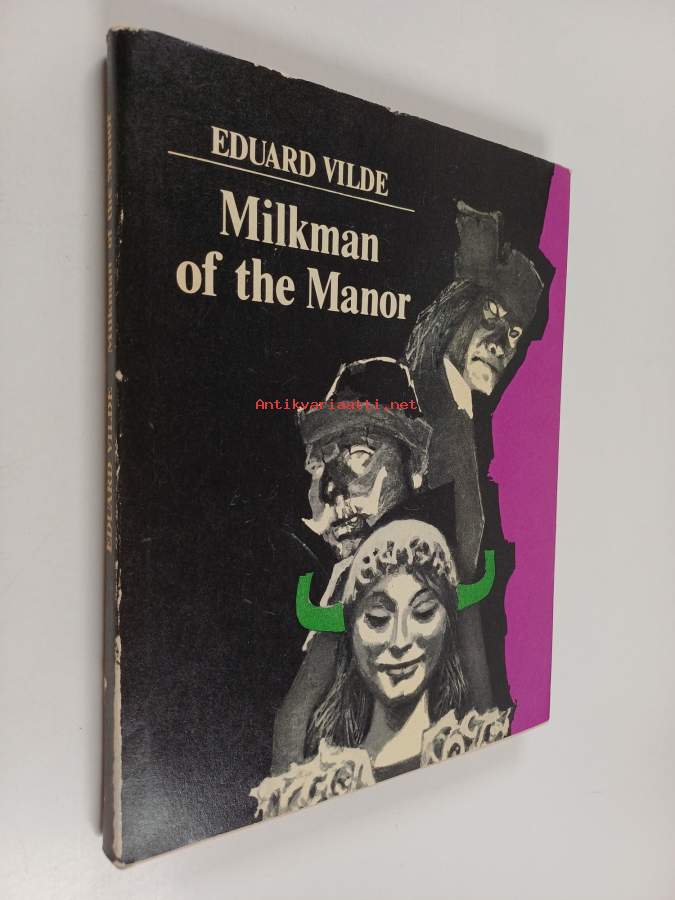 EDUARD VILDE
Milkman
of the Manor
Antikvariaatti.net
EDUARD VILDE Milkman of the Manor